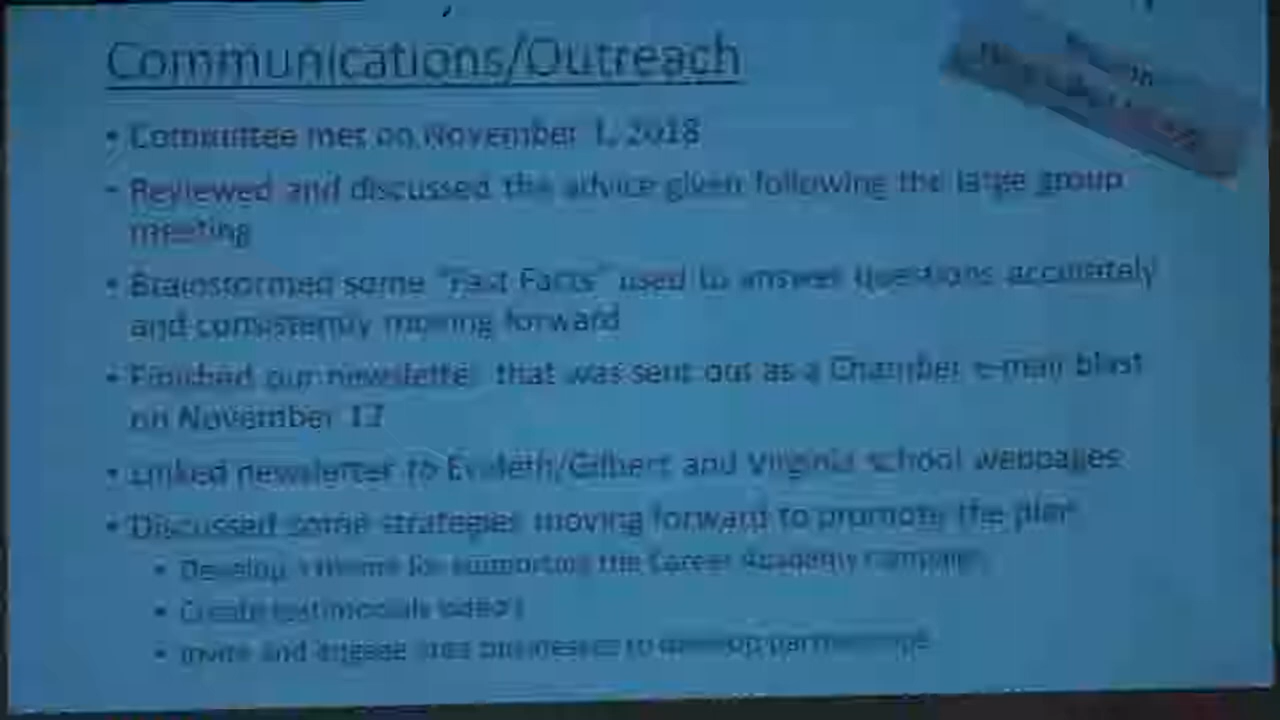 Communications/Outreach
• Committee met on November 1, 2018
• Reviewed and discussed the advice given following the large group
meeting
• Brainstormed some "Fast Facts" used to answer questions accurately
and consistently moving forward
• Finished our newsletter that was sent out as a Chamber e-mail blast
on November
• Linked newsletter to Eveleth/Gilbert and Virginia school webpages
• Discussed some strategies moving forward to promote the plan
• Develop a theme for supporting the Career Academy campaign
• Create testimonials videos
• Invite and engage area businesses to develop partnerships